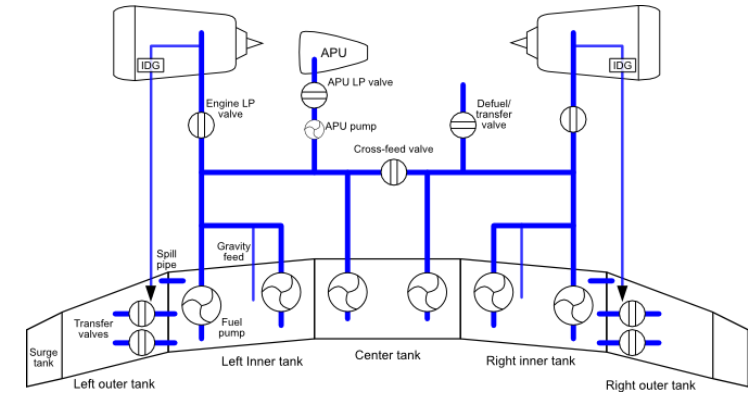 APU
IDG
IDG
APU LP valve
Engine LP
valve
Defuel/
transfer
valve
APU pump
Cross-feed valve
Spill
pipe
Gravity
feed
Transfer
valves
Fuel
pump
Surge
tank
Left Inner tank
Center tank
Right inner tank
Left outer tank
Right outer tank